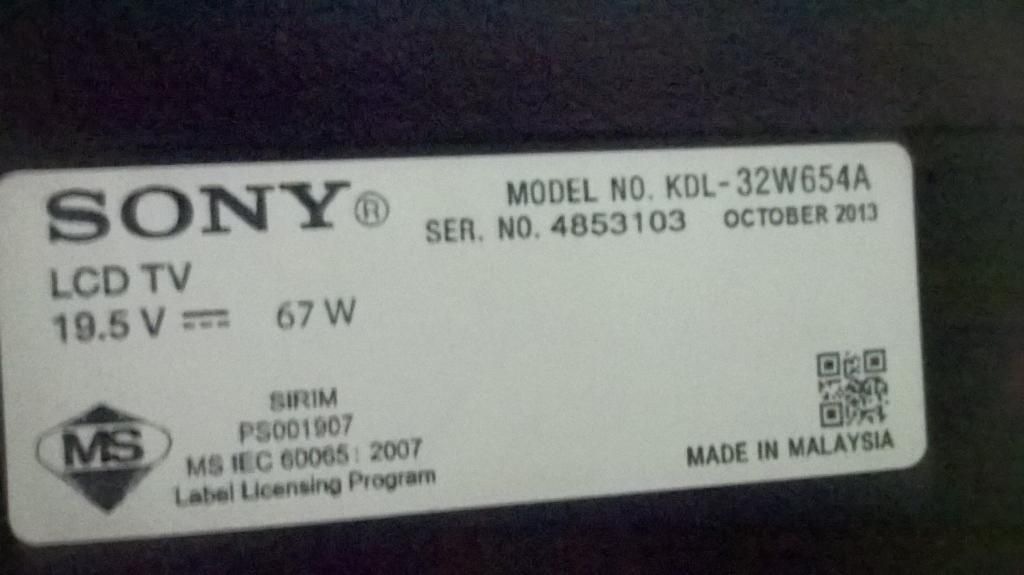 SONY®
MODEL NO. KDL-32W654A
SER. NO. 4853103 OCTOBER 2013
LCD TV
19.5 V ⎓ 67 W
MS
SIRIM
PS001907
MS IEC 60065: 2007
Label Licensing Program
MADE IN MALAYSIA